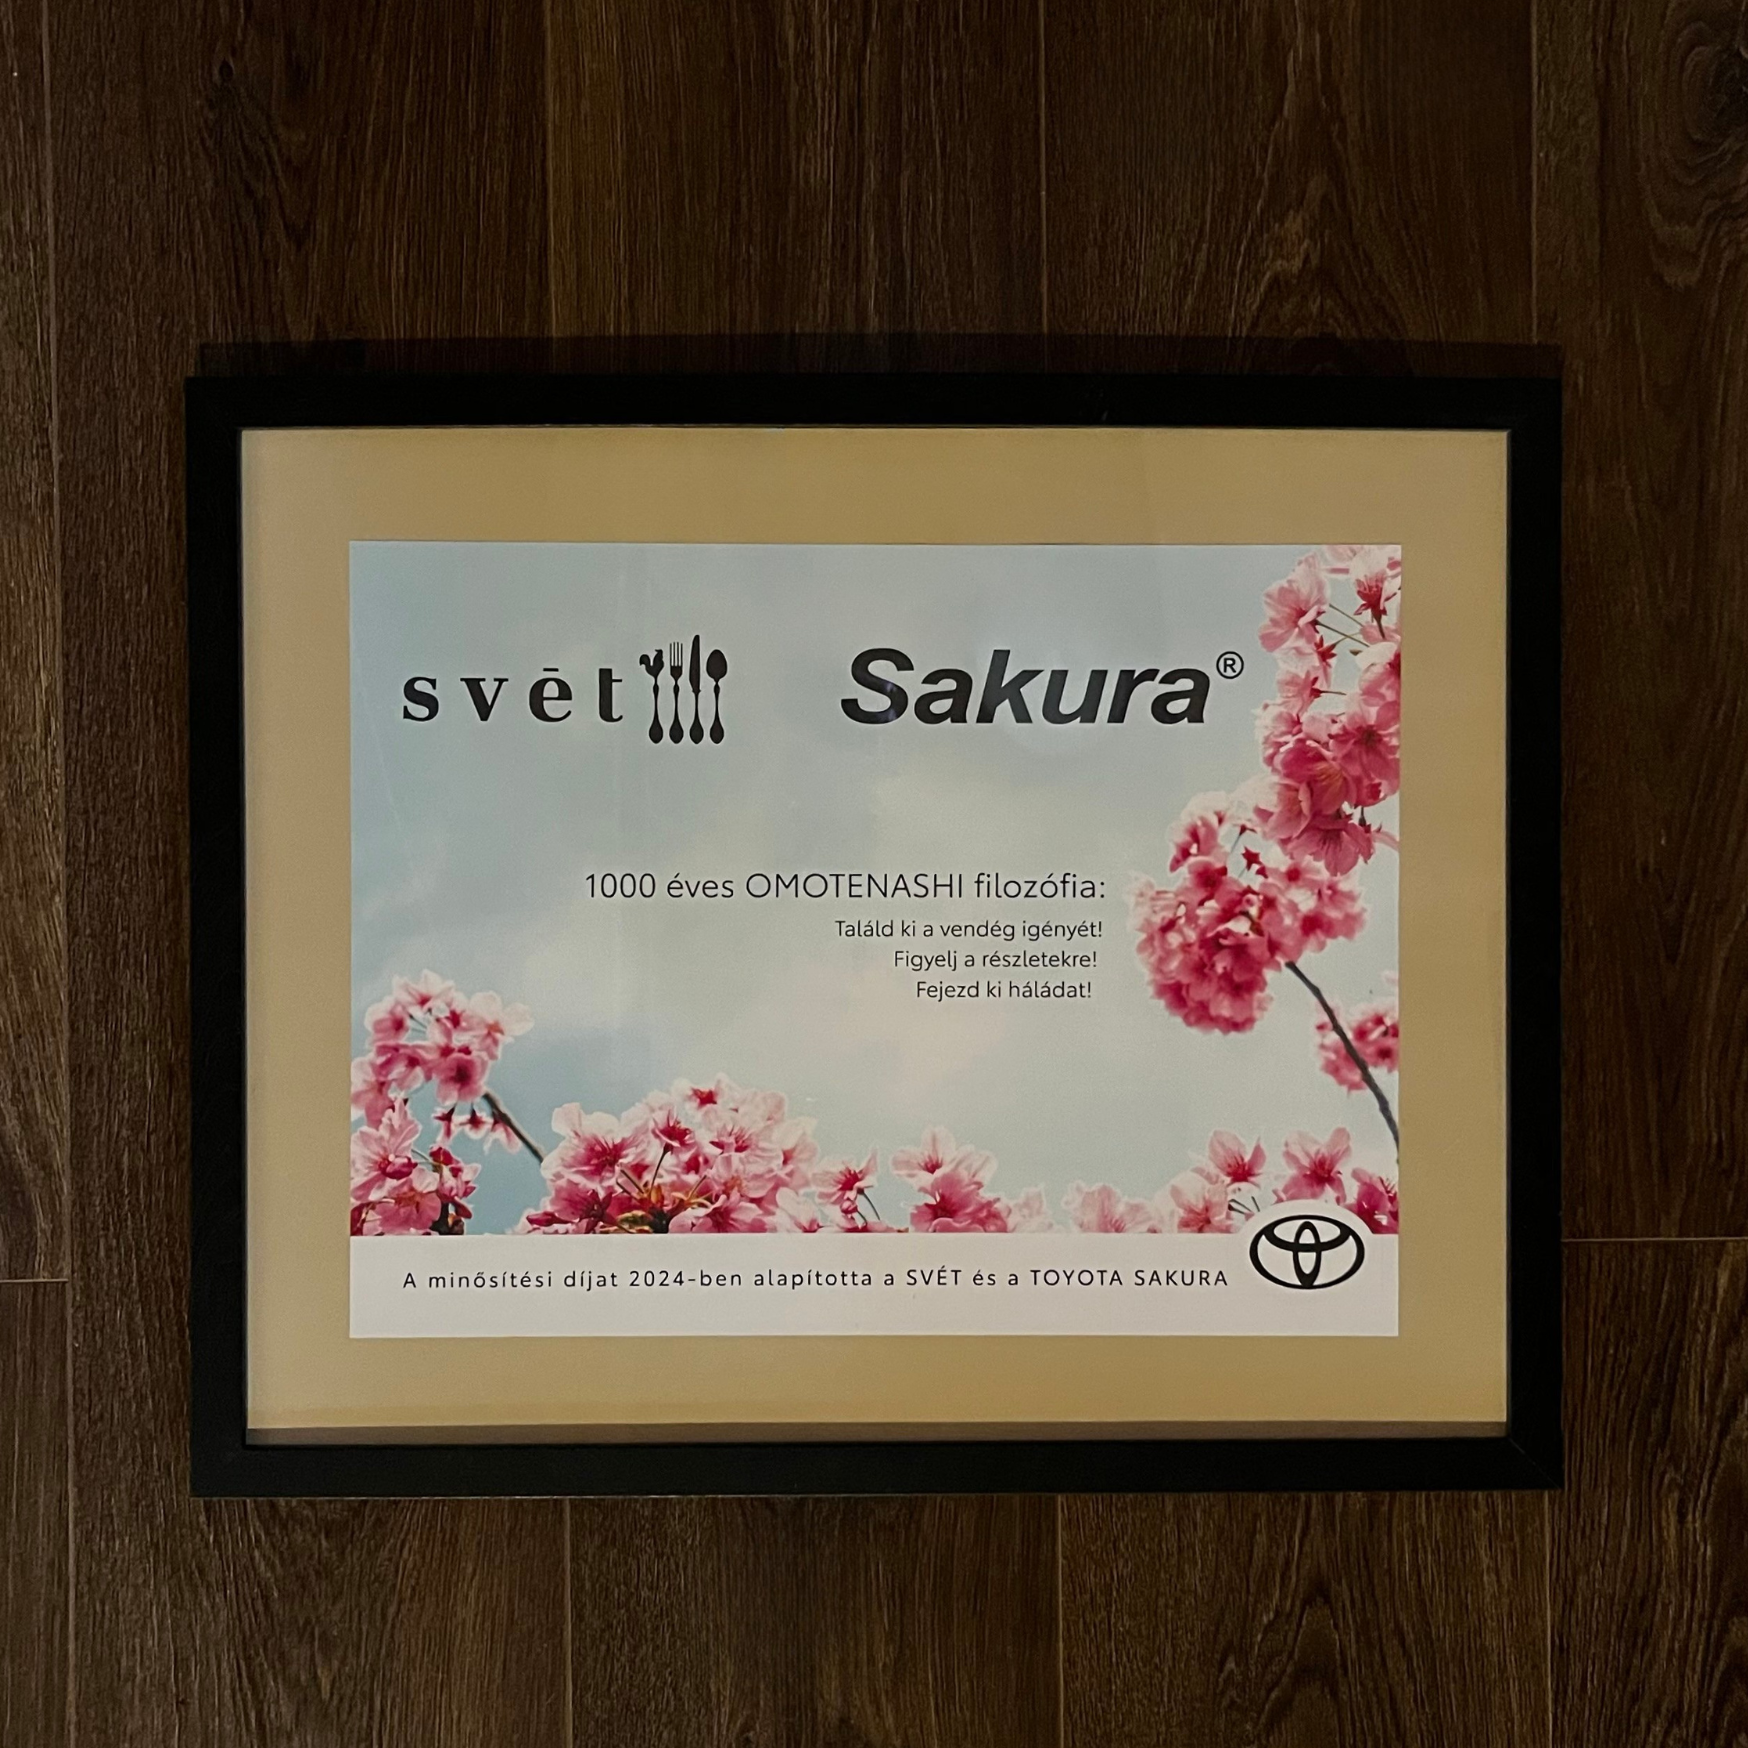 svēt
Sakura®
1000 éves OMOTENASHI filozófia:
Találd ki a vendég igényét!
Figyelj a részletekre!
Fejezd ki háládat!
A minősítési díjat 2024-ben alapította a SVÉT és a TOYOTA SAKURA